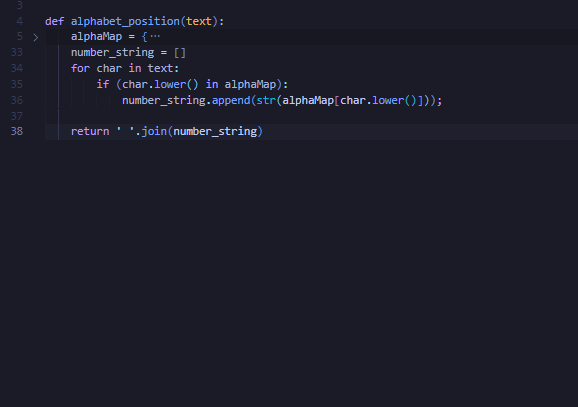 3
4 def alphabet_position(text):
5 > alphaMap = {···
33 number_string = []
34 for char in text:
35 if (char.lower() in alphaMap):
36 number_string.append(str(alphaMap[char.lower()]));
37
38 return ' '.join(number_string)